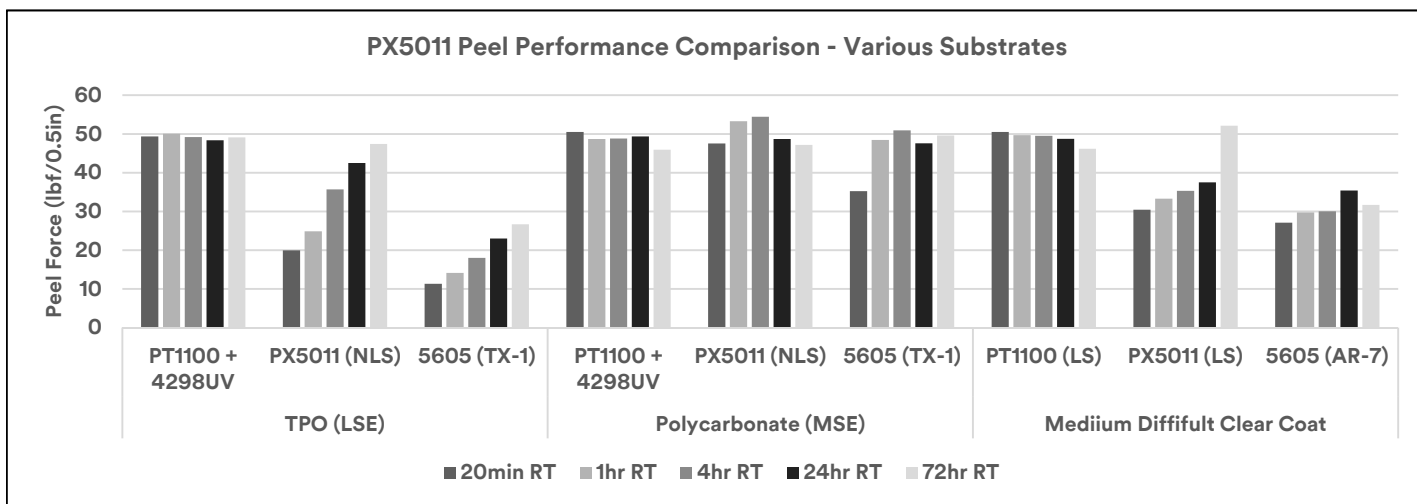 PX5011 Peel Performance Comparison - Various Substrates
Peel Force (lbf/0.5in)
60
50
40
30
20
10
0
PT1100 + 4298UV
PX5011 (NLS)
5605 (TX-1)
PT1100 + 4298UV
PX5011 (NLS)
5605 (TX-1)
PT1100 (LS)
PX5011 (LS)
5605 (AR-7)
TPO (LSE)
Polycarbonate (MSE)
Mediium Diffifult Clear Coat
20min RT
1hr RT
4hr RT
24hr RT
72hr RT